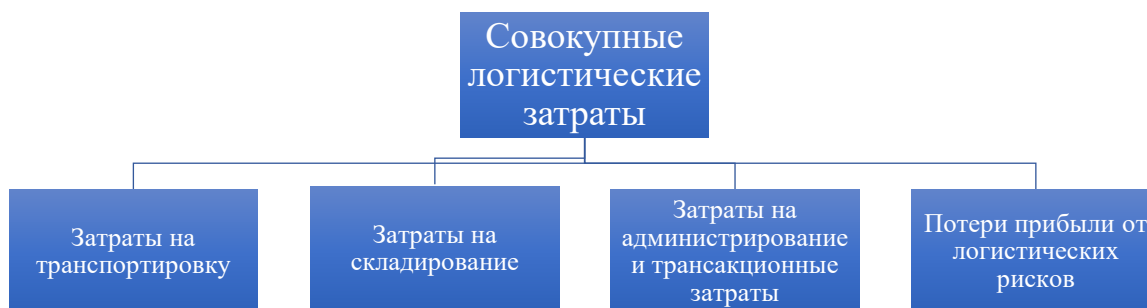 Совокупные
логистические
затраты
Затраты на
транспортировку
Затраты на
складирование
Затраты на
администрирование
и трансакционные
затраты
Потери прибыли от
логистических
рисков